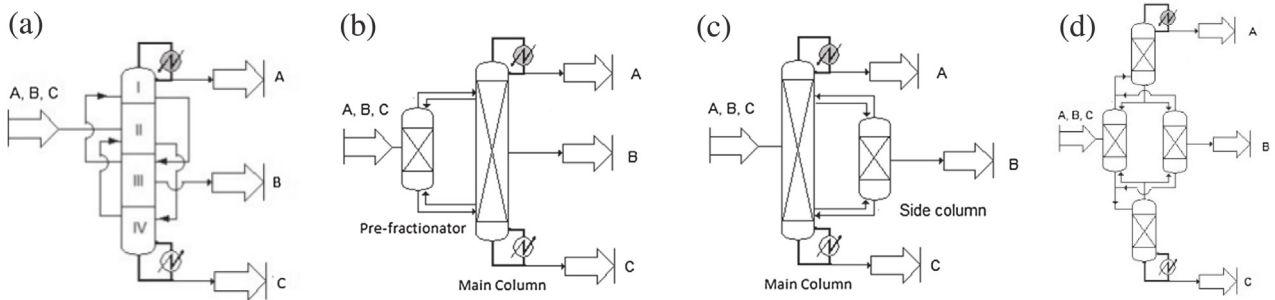 (a)
A, B, C
I
II
III
IV
A
B
C
(b)
A, B, C
Pre-fractionator
Main Column
A
B
C
(c)
A, B, C
Main Column
Side column
A
B
C
(d)
A, B, C
A
B
C